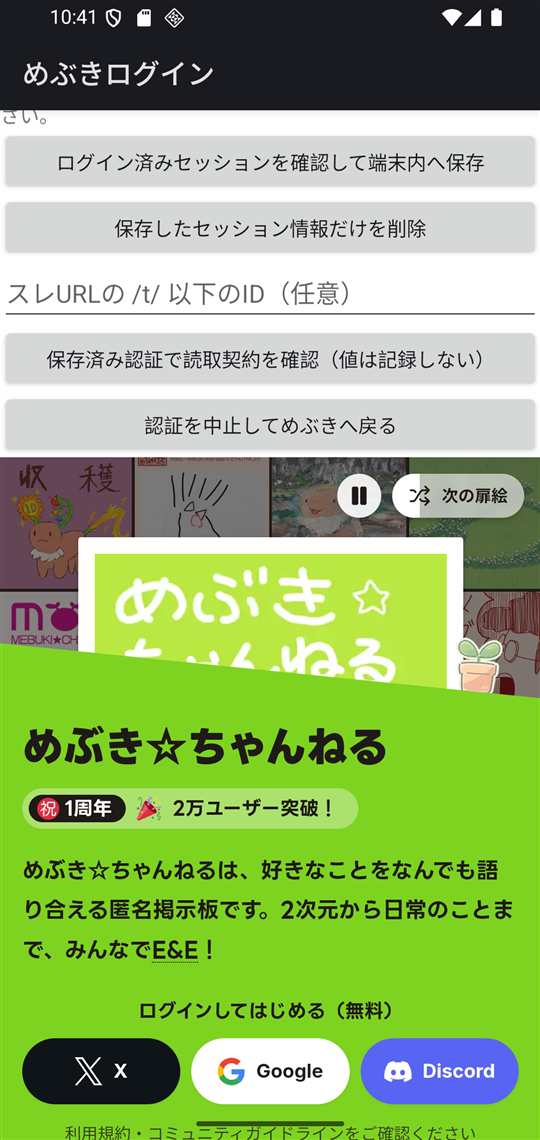 10:41
めぶきログイン
さい。
ログイン済みセッションを確認して端末内へ保存
保存したセッション情報だけを削除
スレURLの /t/ 以下のID（任意）
保存済み認証で読取契約を確認（値は記録しない）
認証を中止してめぶきへ戻る
収穫
次の扉絵
めぶき☆
ちゃんねる
MEBUKI★CH
めぶき☆ちゃんねる
祝 1周年 🎉 2万ユーザー突破！
めぶき☆ちゃんねるは、好きなことをなんでも語
り合える匿名掲示板です。2次元から日常のことま
で、みんなでE&E！
ログインしてはじめる（無料）
X
Google
Discord
利用規約・コミュニティガイドラインをご確認ください